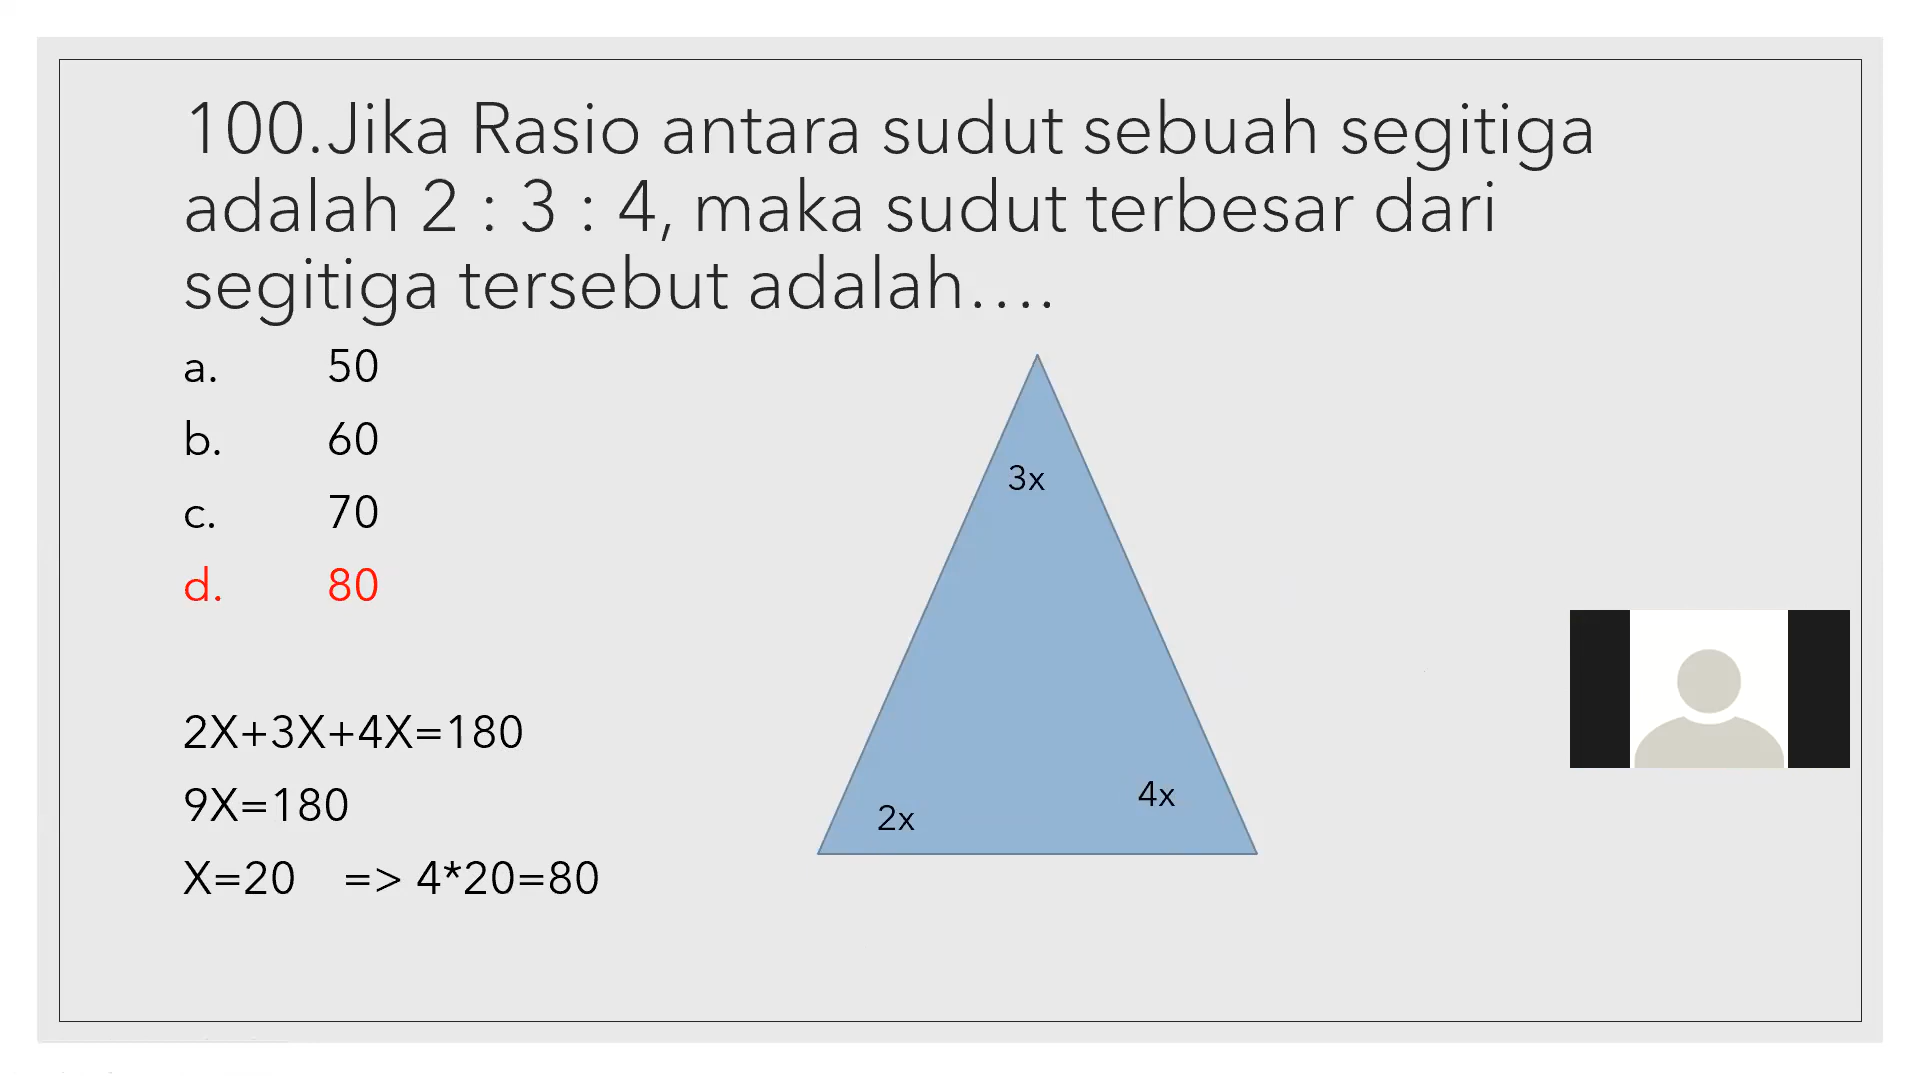 100.Jika Rasio antara sudut sebuah segitiga
adalah 2 : 3 : 4, maka sudut terbesar dari
segitiga tersebut adalah….
a. 50
b. 60
c. 70
d. 80
2X+3X+4X=180
9X=180
X=20 => 4*20=80
3x
2x
4x